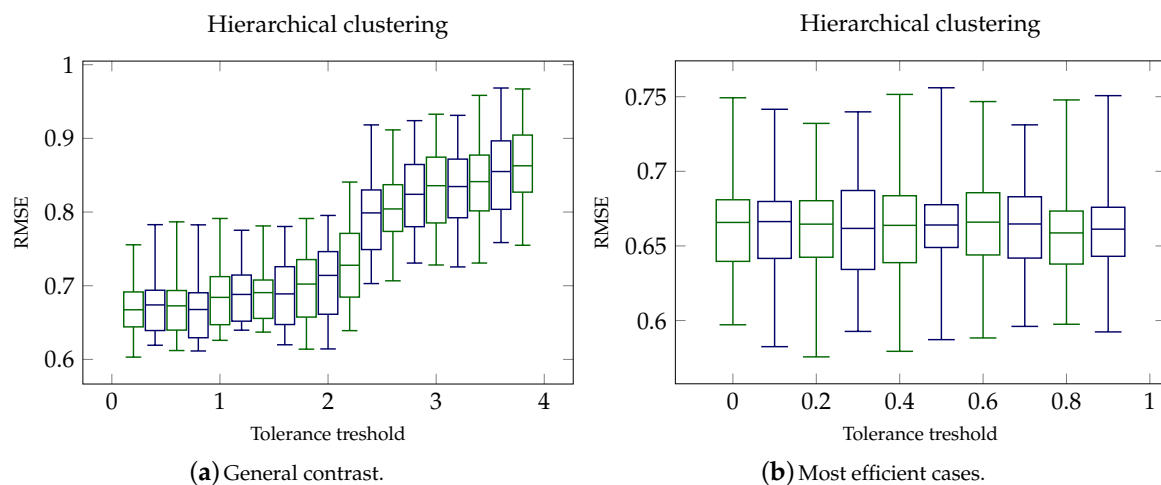 Hierarchical clustering
1
0.9
0.8
0.7
0.6
RMSE
0
1
2
3
4
Tolerance treshold
(a) General contrast.
Hierarchical clustering
0.75
0.7
0.65
0.6
RMSE
0
0.2
0.4
0.6
0.8
1
Tolerance treshold
(b) Most efficient cases.